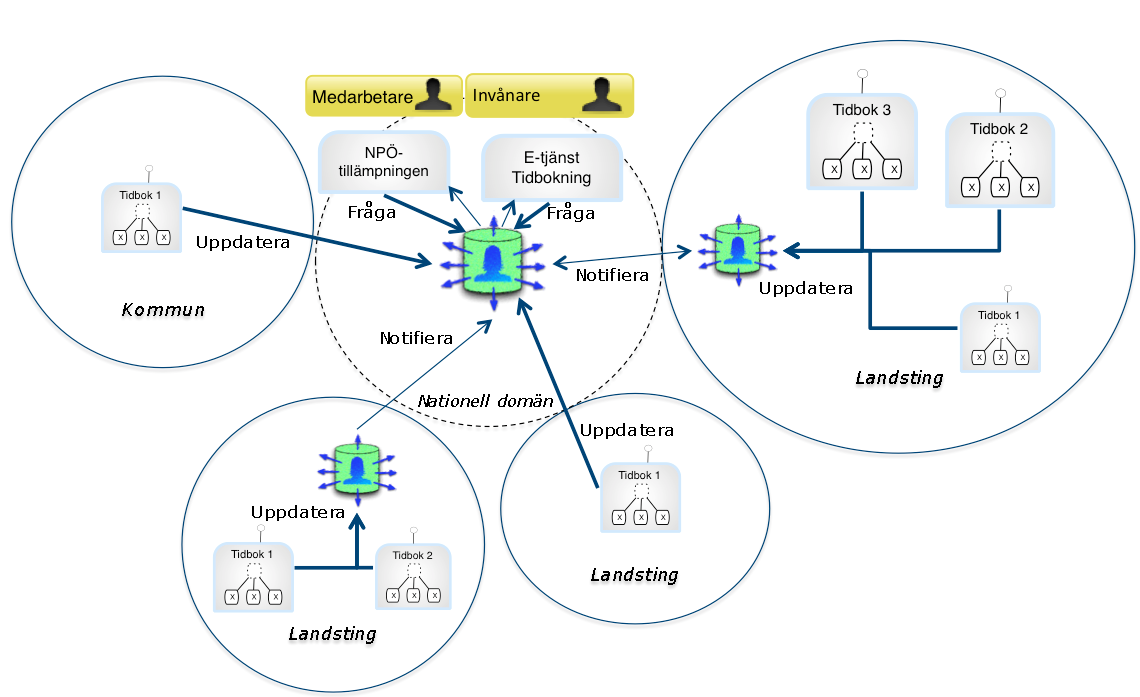 Medarbetare
Invånare
NPÖ-
tillämpningen
E-tjänst
Tidbokning
Fråga
Fråga
Tidbok 1
x x x
Uppdatera
Kommun
Notifiera
Notifiera
Nationell domän
Tidbok 3
x x x
Tidbok 2
x x x
Uppdatera
Tidbok 1
x x x
Landsting
Uppdatera
Tidbok 1
x x x
Landsting
Uppdatera
Tidbok 1
x x x
Tidbok 2
x x x
Landsting